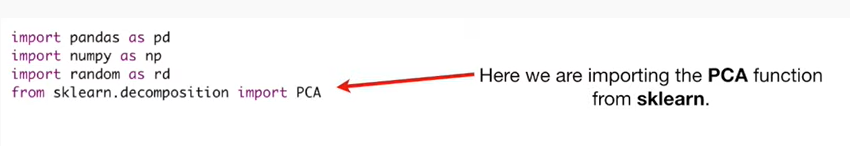 import pandas as pd
import numpy as np
import random as rd
from sklearn.decomposition import PCA
Here we are importing the PCA function
from sklearn.